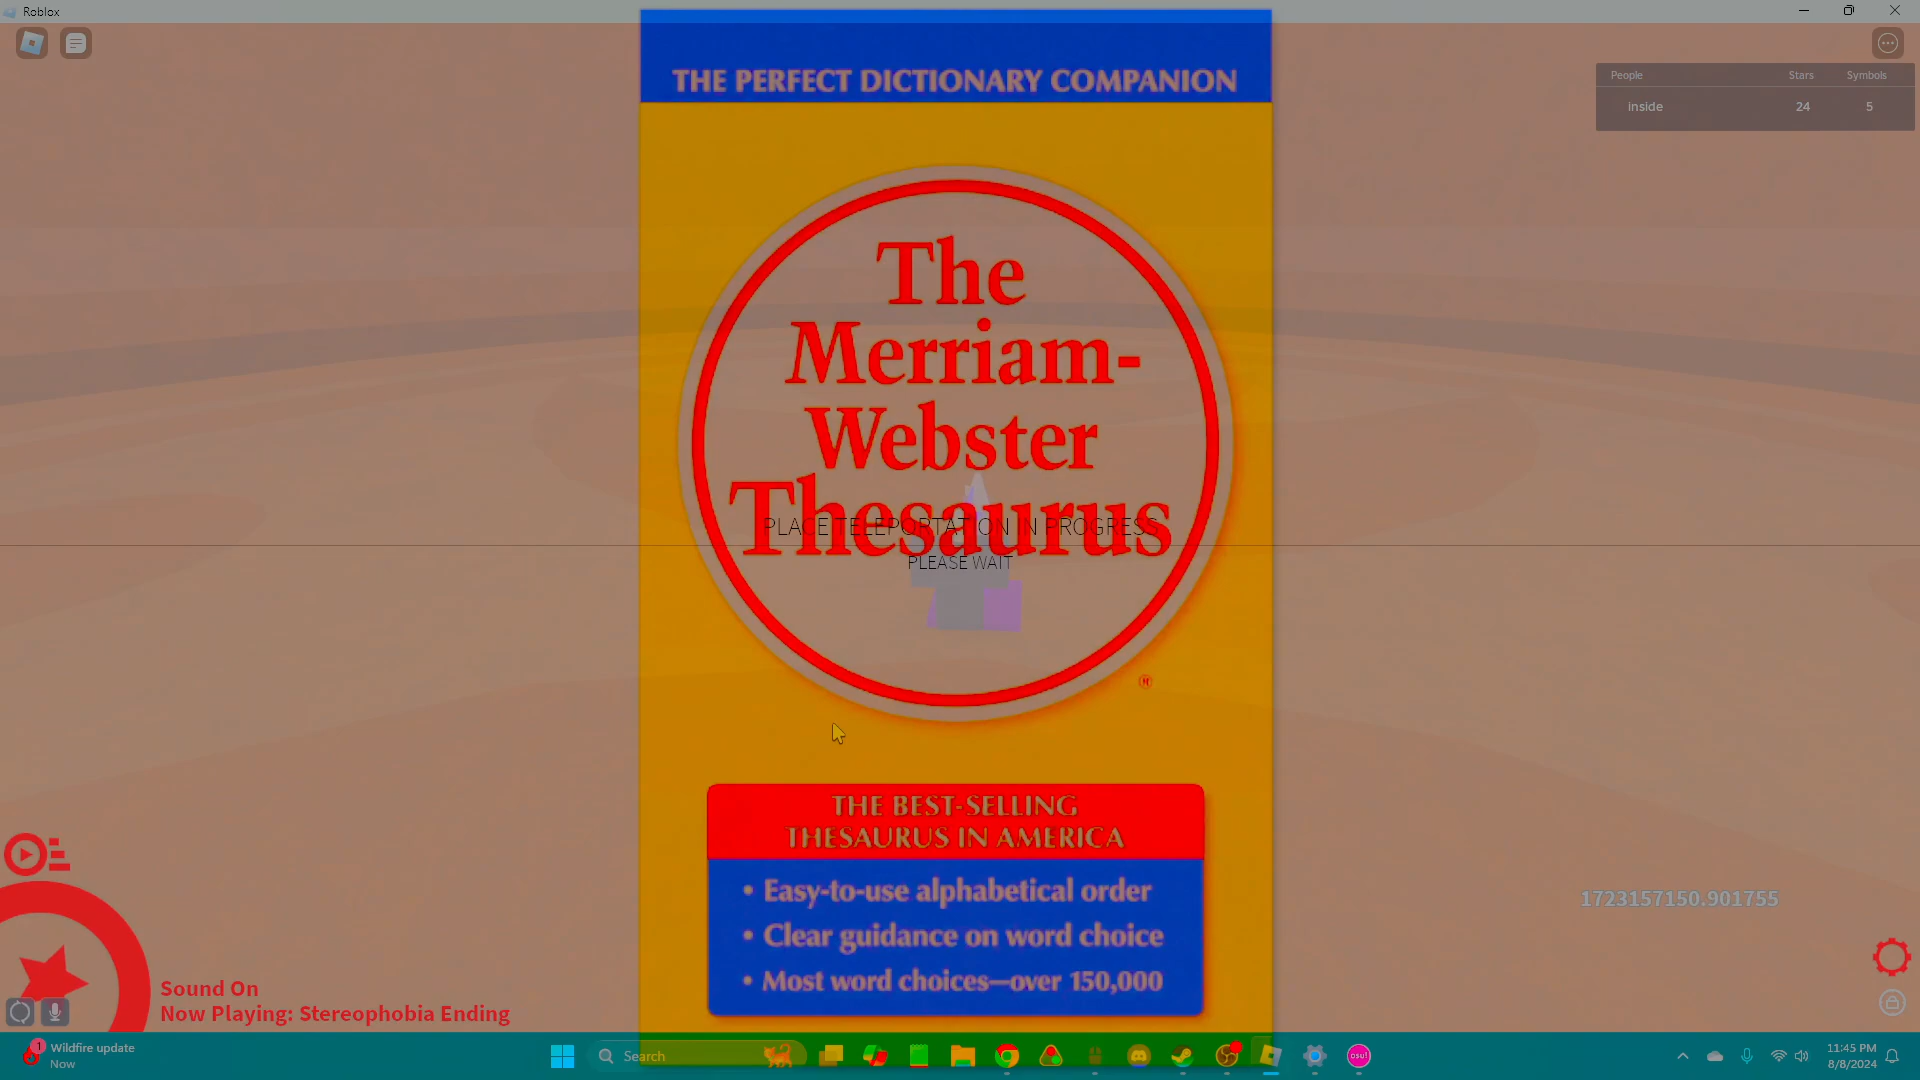 Roblox
THE PERFECT DICTIONARY COMPANION
People Stars Symbols
inside 24 5
The
Merriam-
Webster
Thesaurus
PLACE TELEPORTATION IN PROGRESS
PLEASE WAIT
THE BEST-SELLING
THESAURUS IN AMERICA
• Easy-to-use alphabetical order
• Clear guidance on word choice
• Most word choices—over 150,000
1723157150.901755
Sound On
Now Playing: Stereophobia Ending
1
Wildfire update
Now
Search
osu!
11:45 PM
8/8/2024